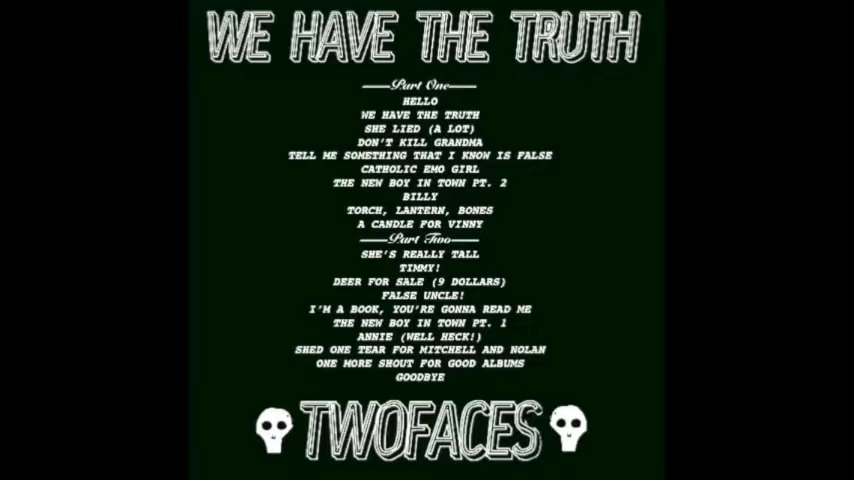 WE HAVE THE TRUTH
Part One
HELLO
WE HAVE THE TRUTH
SHE LIED (A LOT)
DON'T KILL GRANDMA
TELL ME SOMETHING THAT I KNOW IS FALSE
CATHOLIC EMO GIRL
THE NEW BOY IN TOWN PT. 2
BILLY
TORCH, LANTERN, BONES
A CANDLE FOR VINNY
Part Two
SHE'S REALLY TALL
TIMMY!
DEER FOR SALE (9 DOLLARS)
FALSE UNCLE!
I'M A BOOK, YOU'RE GONNA READ ME
THE NEW BOY IN TOWN PT. 1
ANNIE (WELL HECK!)
SHED ONE TEAR FOR MITCHELL AND NOLAN
ONE MORE SHOUT FOR GOOD ALBUMS
GOODBYE
TWOFACES